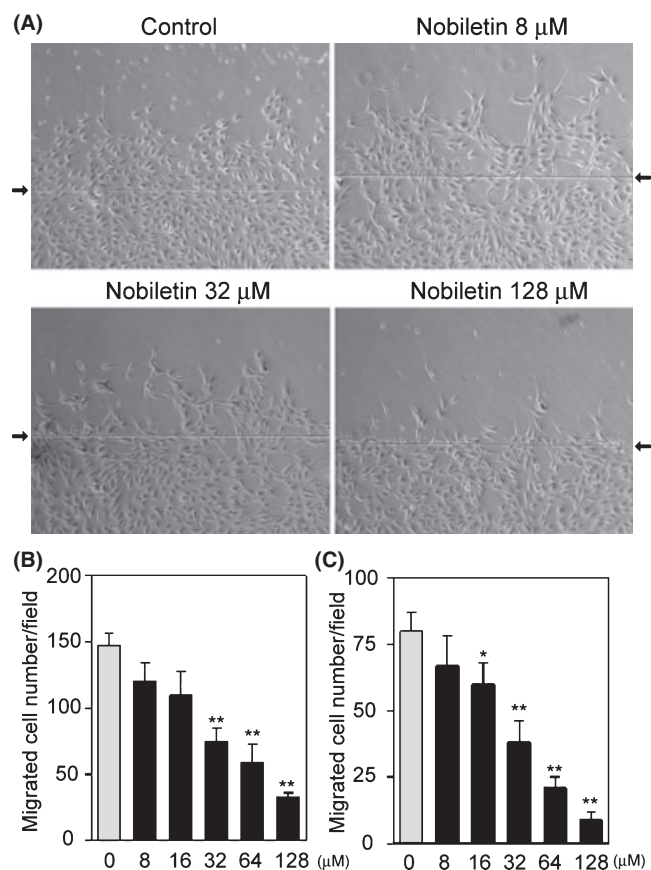 (A)
Control
Nobiletin 8 μM
Nobiletin 32 μM
Nobiletin 128 μM
(B)
200
150
100
50
0
Migrated cell number/field
**
**
**
0 8 16 32 64 128 (μM)
(C)
100
75
50
25
0
Migrated cell number/field
*
**
**
**
0 8 16 32 64 128 (μM)